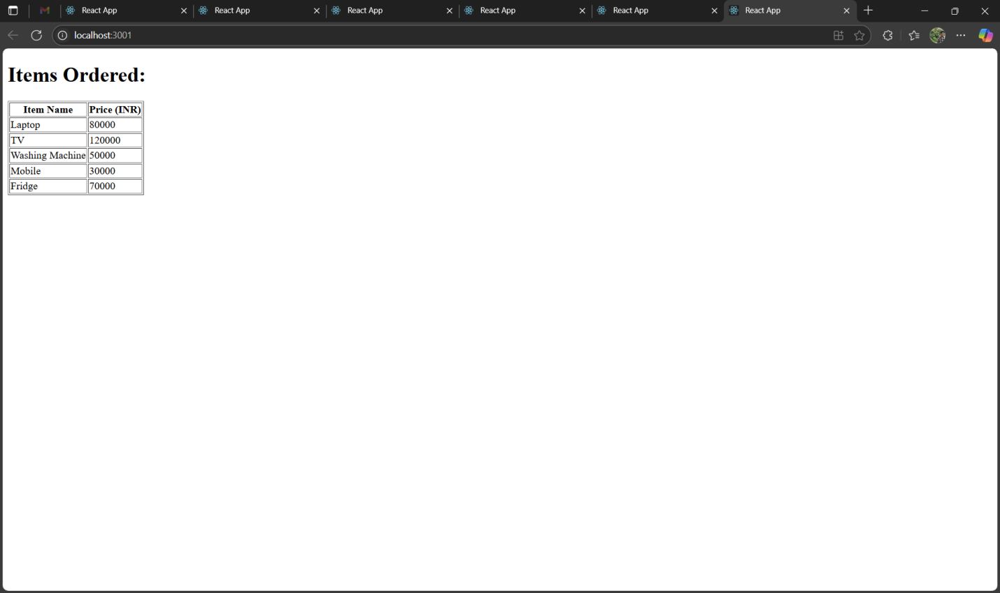 React App
React App
React App
React App
React App
React App
localhost:3001
Items Ordered:
Item Name Price (INR)
Laptop 80000
TV 120000
Washing Machine 50000
Mobile 30000
Fridge 70000